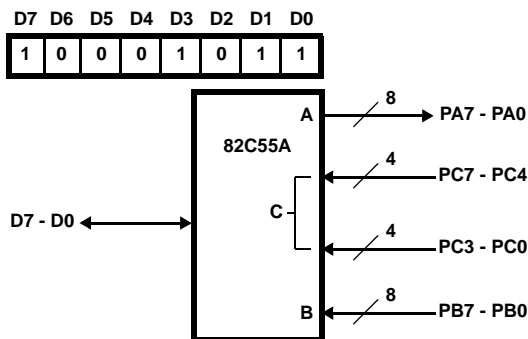 D7 D6 D5 D4 D3 D2 D1 D0
1 0 0 0 1 0 1 1
A
8
PA7 - PA0
82C55A
4
PC7 - PC4
C
D7 - D0
4
PC3 - PC0
8
B
PB7 - PB0